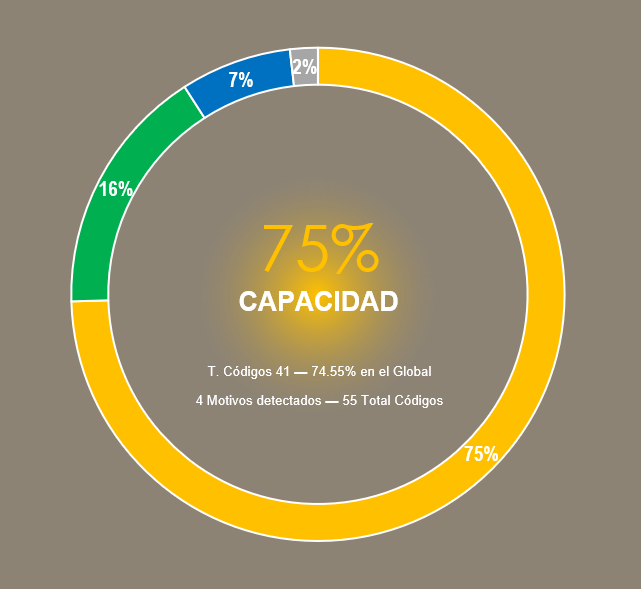 2%
7%
16%
75%
CAPACIDAD
T. Códigos 41 — 74.55% en el Global
4 Motivos detectados — 55 Total Códigos
75%